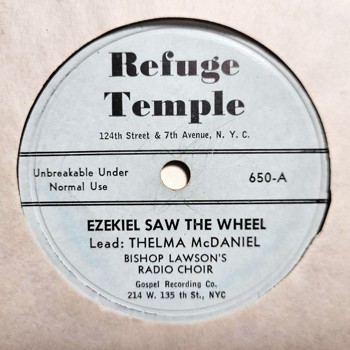 Refuge
Temple
124th Street & 7th Avenue, N. Y. C.
Unbreakable Under
Normal Use
650-A
EZEKIEL SAW THE WHEEL
Lead: THELMA McDANIEL
BISHOP LAWSON'S
RADIO CHOIR
Gospel Recording Co.
214 W. 135 th St., NYC